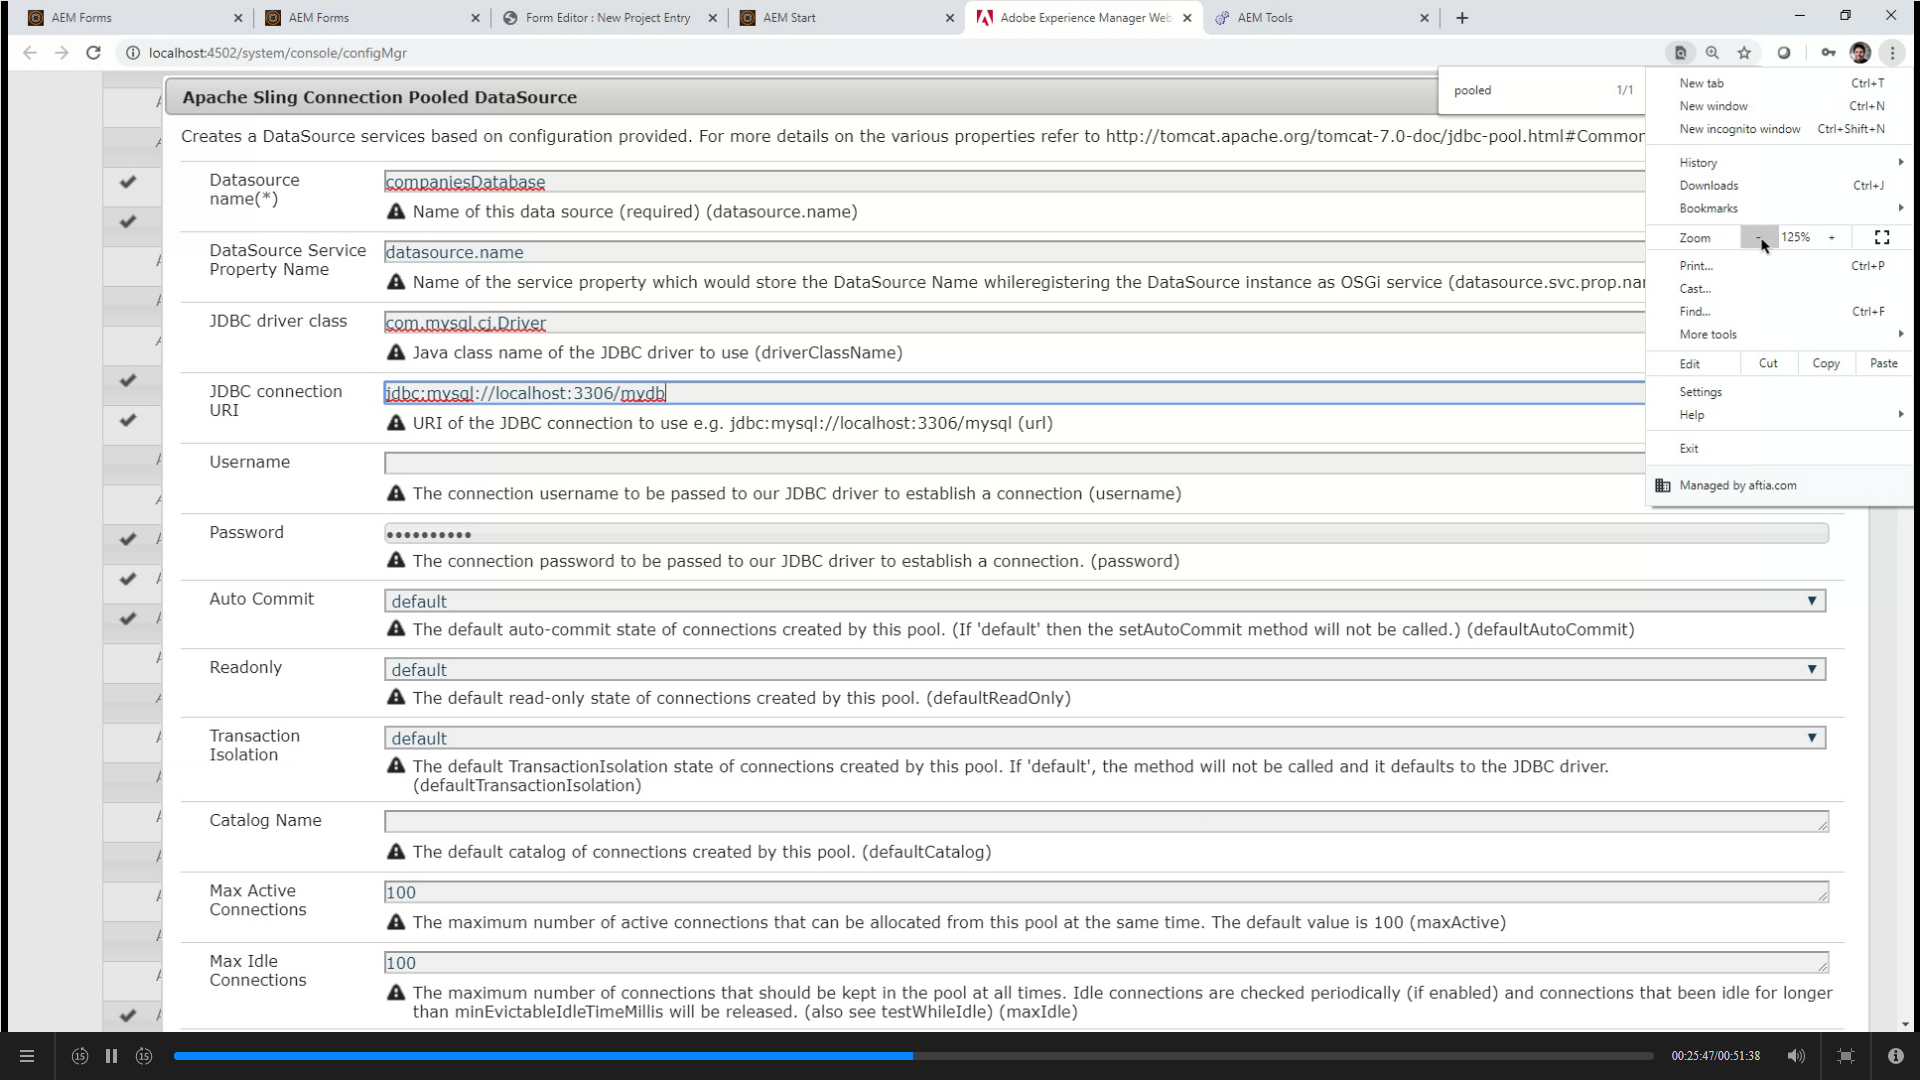 AEM Forms
AEM Forms
Form Editor : New Project Entry
AEM Start
Adobe Experience Manager Web
AEM Tools
localhost:4502/system/console/configMgr
pooled 1/1
Apache Sling Connection Pooled DataSource
Creates a DataSource services based on configuration provided. For more details on the various properties refer to http://tomcat.apache.org/tomcat-7.0-doc/jdbc-pool.html#Common
Datasource
name(*)
companiesDatabase
Name of this data source (required) (datasource.name)
DataSource Service
Property Name
datasource.name
Name of the service property which would store the DataSource Name whileregistering the DataSource instance as OSGi service (datasource.svc.prop.nar
JDBC driver class
com.mysql.cj.Driver
Java class name of the JDBC driver to use (driverClassName)
JDBC connection
URI
jdbc:mysql://localhost:3306/mydb
URI of the JDBC connection to use e.g. jdbc:mysql://localhost:3306/mysql (url)
Username
The connection username to be passed to our JDBC driver to establish a connection (username)
Password
••••••••••
The connection password to be passed to our JDBC driver to establish a connection. (password)
Auto Commit
default
The default auto-commit state of connections created by this pool. (If 'default' then the setAutoCommit method will not be called.) (defaultAutoCommit)
Readonly
default
The default read-only state of connections created by this pool. (defaultReadOnly)
Transaction
Isolation
default
The default TransactionIsolation state of connections created by this pool. If 'default', the method will not be called and it defaults to the JDBC driver.
(defaultTransactionIsolation)
Catalog Name
The default catalog of connections created by this pool. (defaultCatalog)
Max Active
Connections
100
The maximum number of active connections that can be allocated from this pool at the same time. The default value is 100 (maxActive)
Max Idle
Connections
100
The maximum number of connections that should be kept in the pool at all times. Idle connections are checked periodically (if enabled) and connections that been idle for longer
than minEvictableIdleTimeMillis will be released. (also see testWhileIdle) (maxIdle)
New tab Ctrl+T
New window Ctrl+N
New incognito window Ctrl+Shift+N
History
Downloads Ctrl+J
Bookmarks
Zoom - 125% +
Print... Ctrl+P
Cast...
Find... Ctrl+F
More tools
Edit Cut Copy Paste
Settings
Help
Exit
Managed by aftia.com
15
15
00:25:47/00:51:38